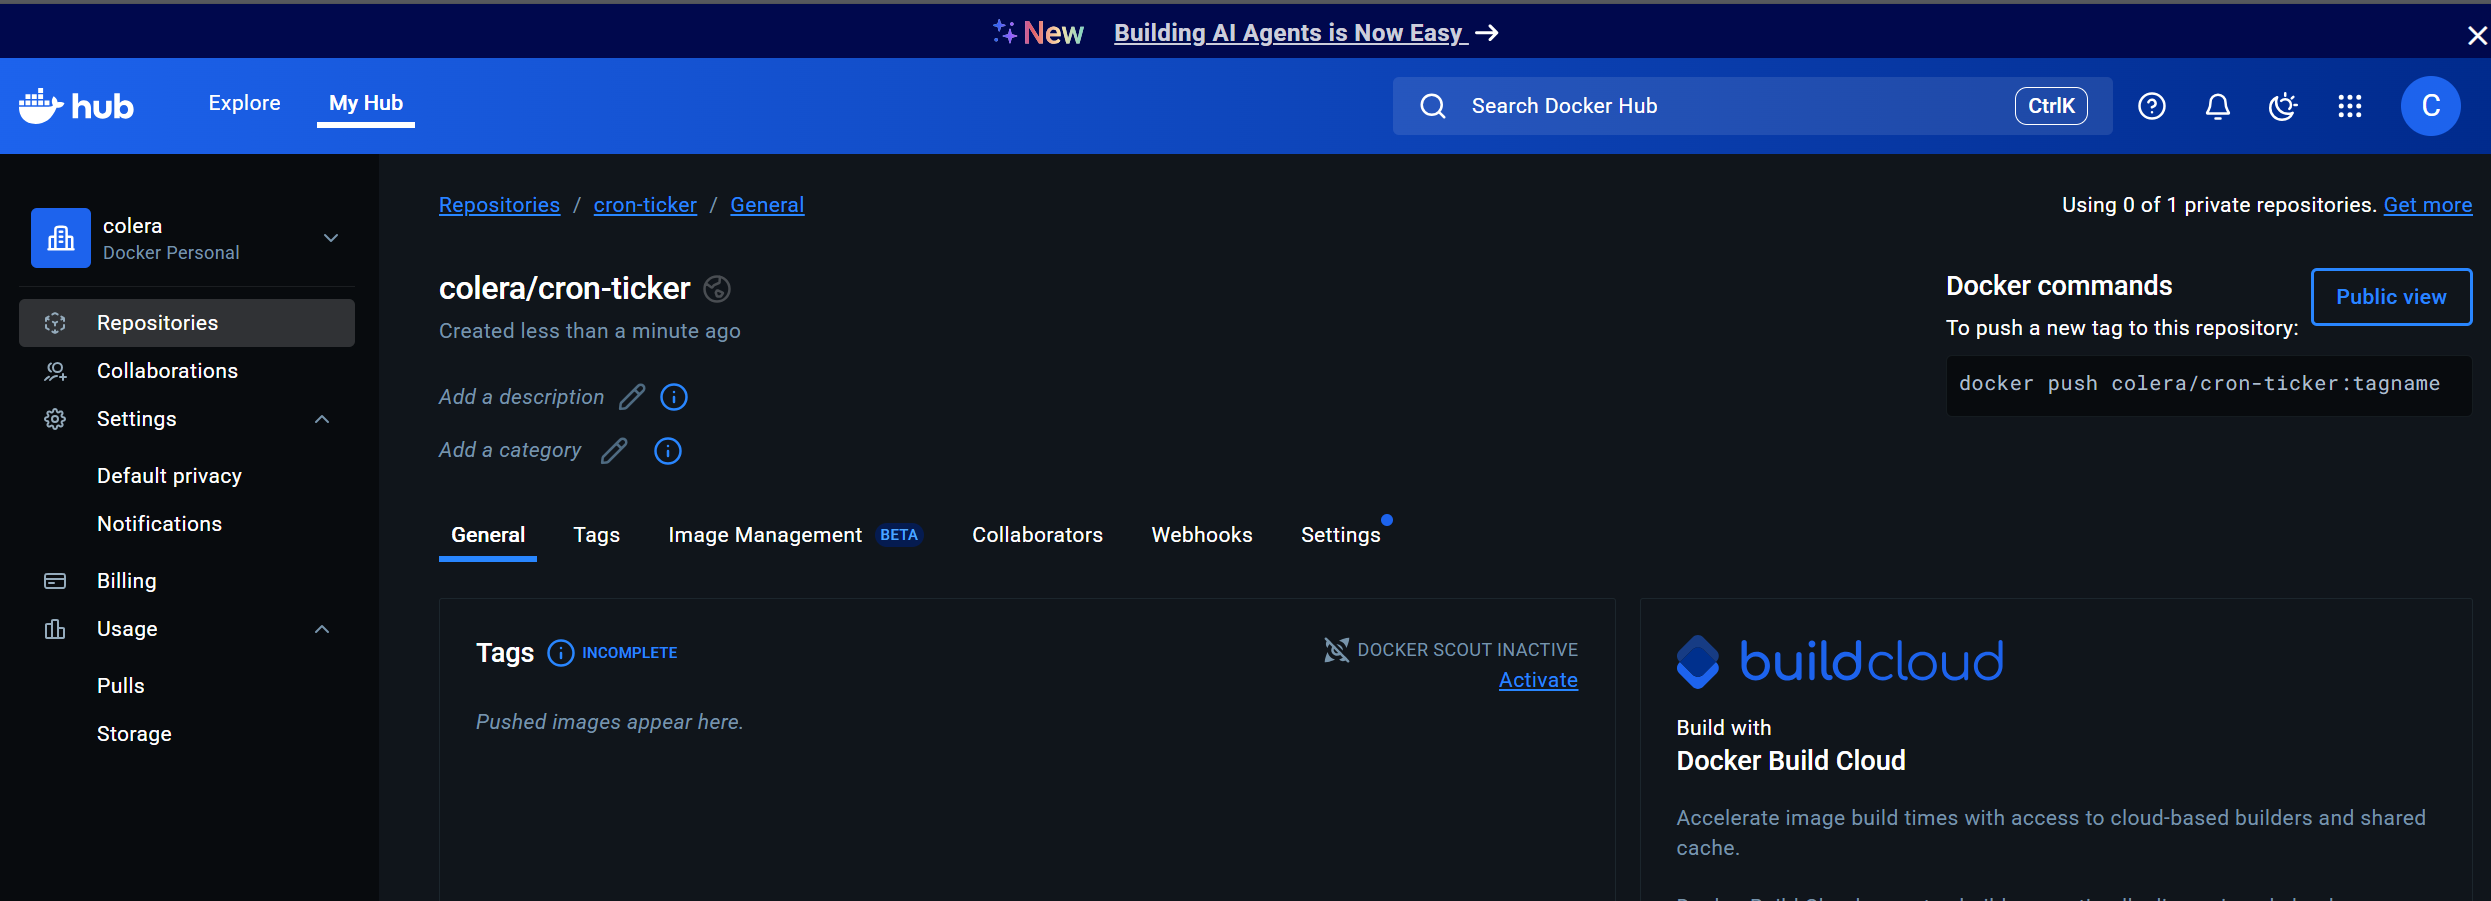 New Building AI Agents is Now Easy →
hub
Explore
My Hub
Search Docker Hub
CtrlK
C
colera
Docker Personal
Repositories
Collaborations
Settings
Default privacy
Notifications
Billing
Usage
Pulls
Storage
Repositories / cron-ticker / General
Using 0 of 1 private repositories. Get more
colera/cron-ticker
Created less than a minute ago
Add a description
Add a category
Docker commands
Public view
To push a new tag to this repository:
docker push colera/cron-ticker:tagname
General
Tags
Image Management BETA
Collaborators
Webhooks
Settings
Tags INCOMPLETE
DOCKER SCOUT INACTIVE
Activate
Pushed images appear here.
buildcloud
Build with
Docker Build Cloud
Accelerate image build times with access to cloud-based builders and shared
cache.